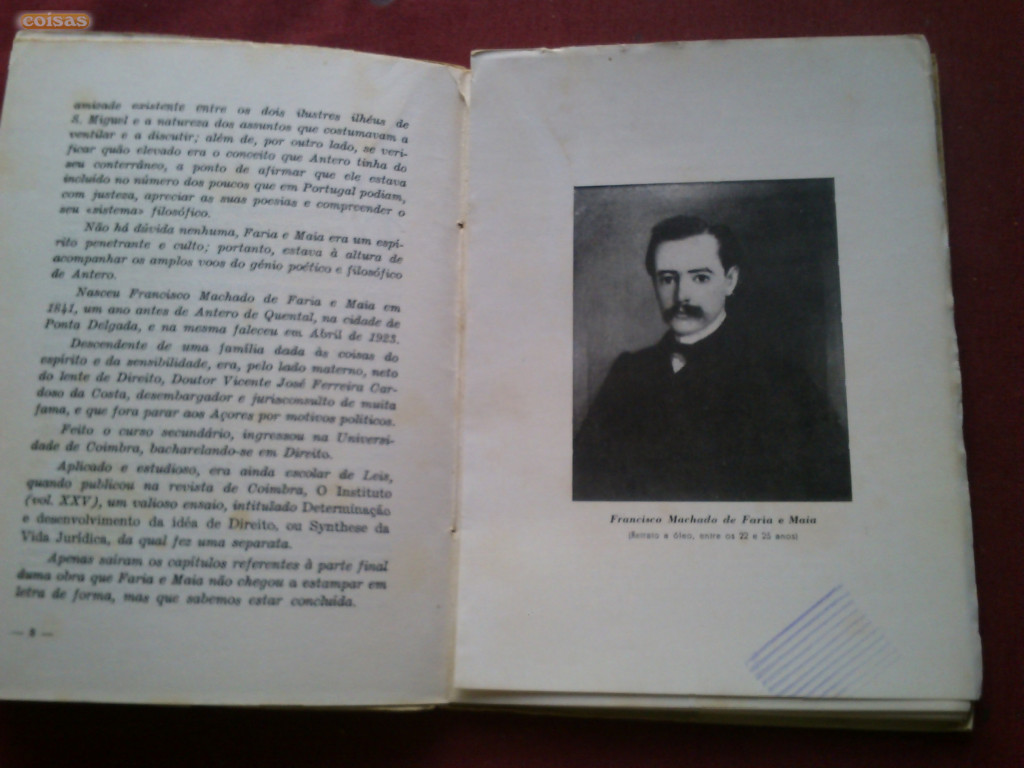 coisas
amizade existente entre os dois ilustres ilhéus de
S. Miguel e a natureza dos assuntos que costumavam a
ventilar e a discutir; além de, por outro lado, se veri-
ficar quão elevado era o conceito que Antero tinha do
seu conterrâneo, a ponto de afirmar que ele estava
incluído no número dos poucos que em Portugal podiam,
com justeza, apreciar as suas poesias e compreender o
seu «sistema» filosófico.
Não há dúvida nenhuma, Faria e Maia era um espí-
rito penetrante e culto; portanto, estava à altura de
acompanhar os amplos voos do génio poético e filosófico
de Antero.
Nasceu Francisco Machado de Faria e Maia em
1841, um ano antes de Antero de Quental, na cidade de
Ponta Delgada, e na mesma faleceu em Abril de 1923.
Descendente de uma família dada às coisas do
espírito e da sensibilidade, era, pelo lado materno, neto
do lente de Direito, Doutor Vicente José Ferreira Car-
doso da Costa, desembargador e jurisconsulto de muita
fama, e que fora parar aos Açores por motivos políticos.
Feito o curso secundário, ingressou na Universi-
dade de Coimbra, bacharelando-se em Direito.
Aplicado e estudioso, era ainda escolar de Leis,
quando publicou na revista de Coimbra, O Instituto
(vol. XXV), um valioso ensaio, intitulado Determinação
e desenvolvimento da idéa de Direito, ou Synthese da
Vida Jurídica, da qual fez uma separata.
Apenas saíram os capítulos referentes à parte final
duma obra que Faria e Maia não chegou a estampar em
letra de forma, mas que sabemos estar concluída.
— 8 —
Francisco Machado de Faria e Maia
(Retrato e óleo, entre os 22 e 25 anos)